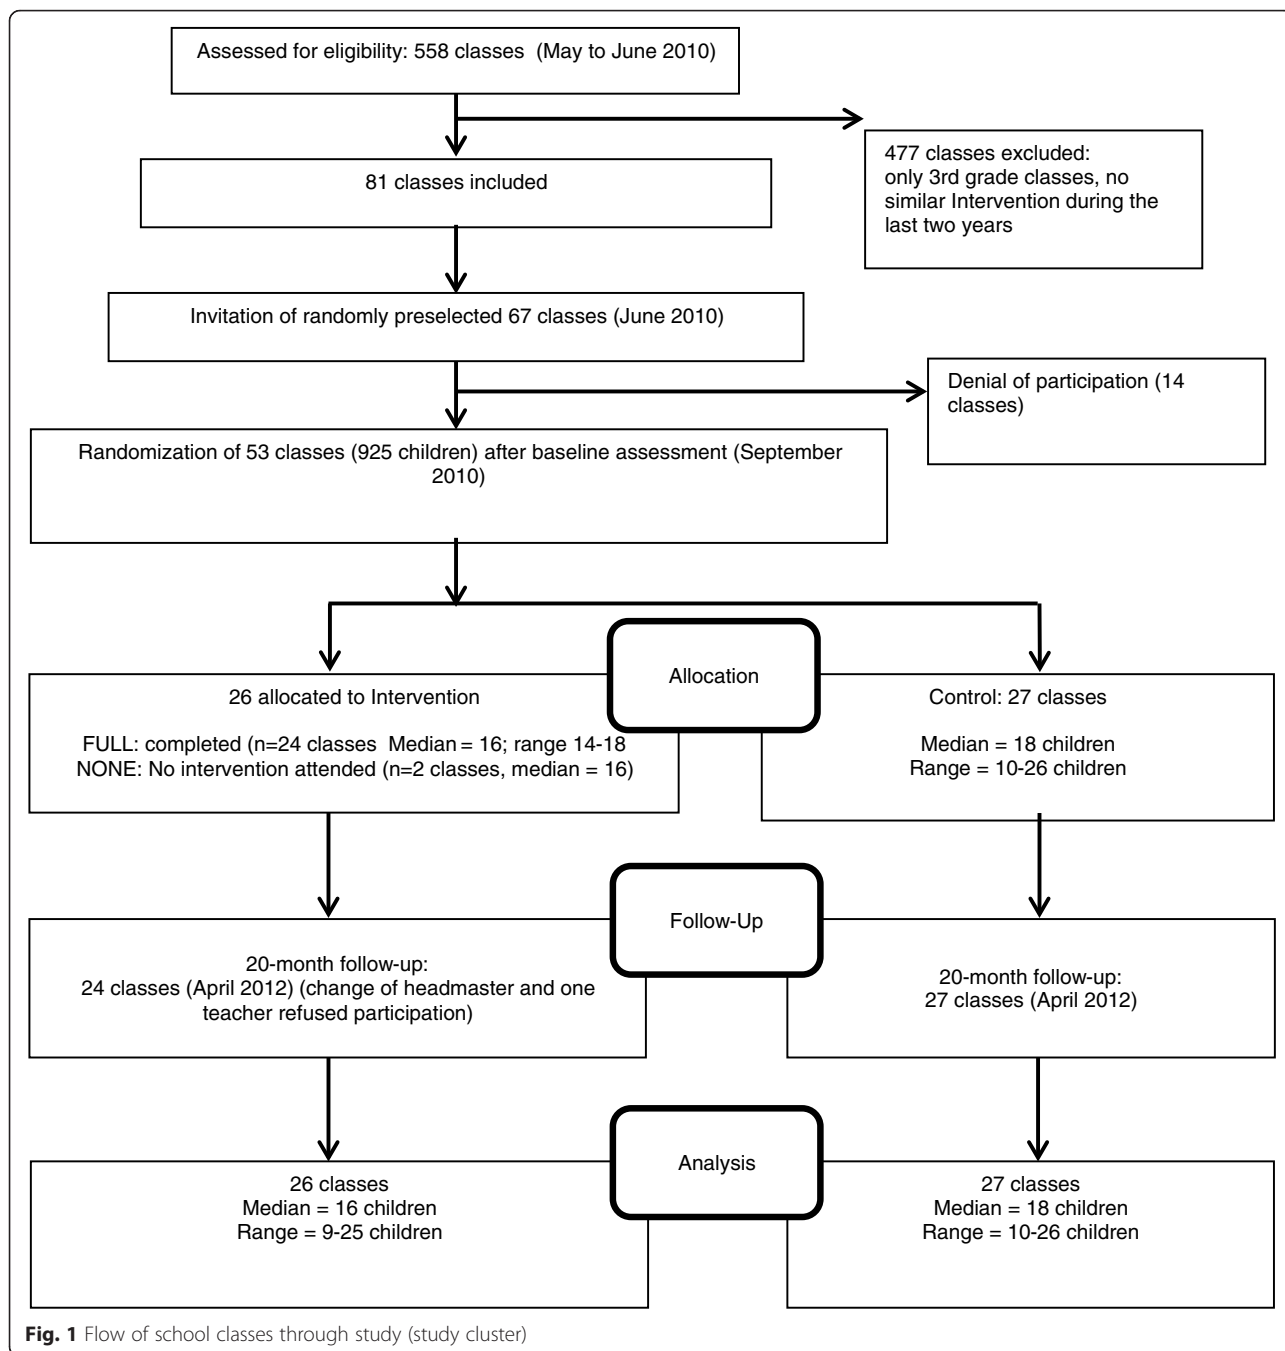 Assessed for eligibility: 558 classes (May to June 2010)
477 classes excluded:
only 3rd grade classes, no
similar Intervention during the
last two years
81 classes included
Invitation of randomly preselected 67 classes (June 2010)
Denial of participation (14
classes)
Randomization of 53 classes (925 children) after baseline assessment (September
2010)
Allocation
26 allocated to Intervention
FULL: completed (n=24 classes Median = 16; range 14-18
NONE: No intervention attended (n=2 classes, median = 16)
Control: 27 classes
Median = 18 children
Range = 10-26 children
Follow-Up
20-month follow-up:
24 classes (April 2012) (change of headmaster and one
teacher refused participation)
20-month follow-up:
27 classes (April 2012)
Analysis
26 classes
Median = 16 children
Range = 9-25 children
27 classes
Median = 18 children
Range = 10-26 children
Fig. 1 Flow of school classes through study (study cluster)